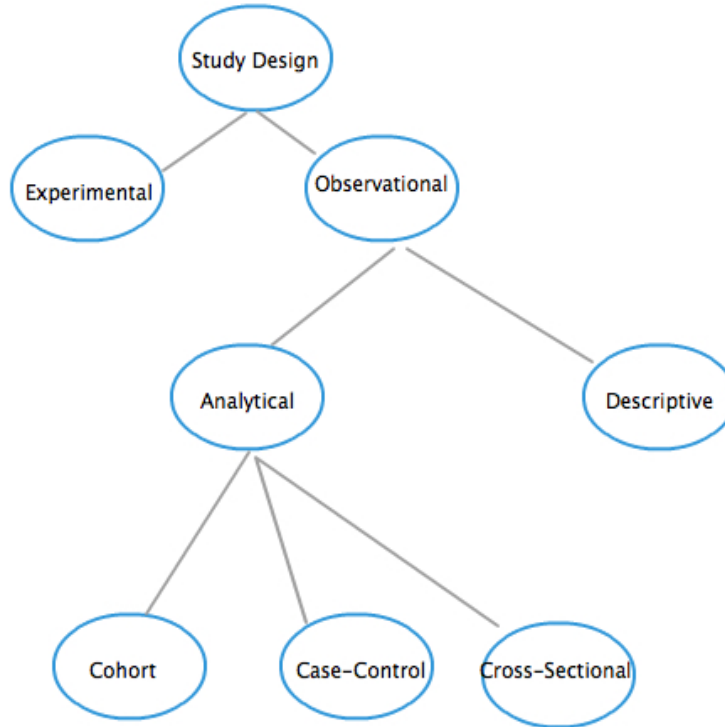 Study Design
Experimental
Observational
Analytical
Descriptive
Cohort
Case-Control
Cross-Sectional